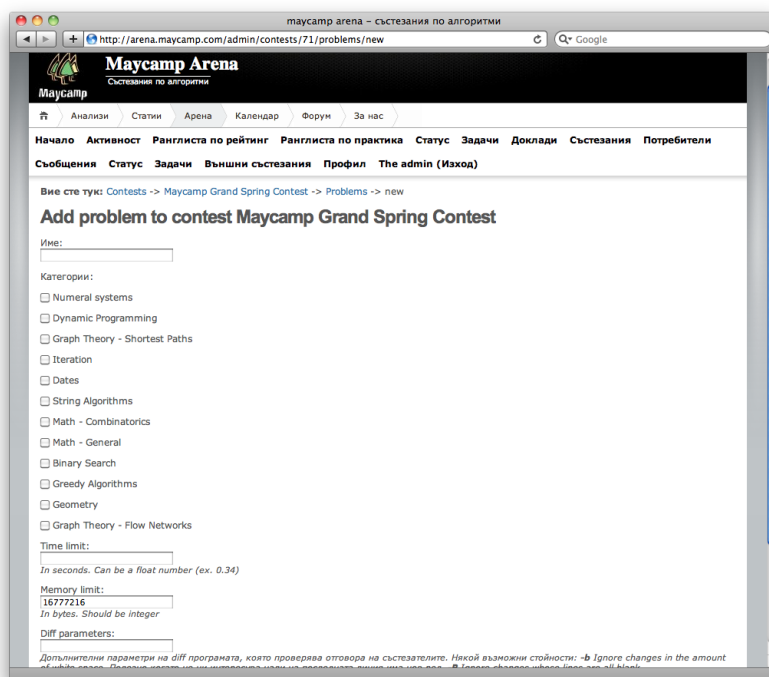 maycamp arena – състезания по алгоритми
http://arena.maycamp.com/admin/contests/71/problems/new
Google
Maycamp
Maycamp Arena
Състезания по алгоритми
Анализи Статии Арена Календар Форум За нас
Начало Активност Ранглиста по рейтинг Ранглиста по практика Статус Задачи Доклади Състезания Потребители
Съобщения Статус Задачи Външни състезания Профил The admin (Изход)
Вие сте тук: Contests -> Maycamp Grand Spring Contest -> Problems -> new
Add problem to contest Maycamp Grand Spring Contest
Име:
Категории:
Numeral systems
Dynamic Programming
Graph Theory - Shortest Paths
Iteration
Dates
String Algorithms
Math - Combinatorics
Math - General
Binary Search
Greedy Algorithms
Geometry
Graph Theory - Flow Networks
Time limit:
In seconds. Can be a float number (ex. 0.34)
Memory limit:
16777216
In bytes. Should be integer
Diff parameters:
Допълнителни параметри на diff програмата, която проверява отговора на състезателите. Някой възможни стойности: -b Ignore changes in the amount
of white space.